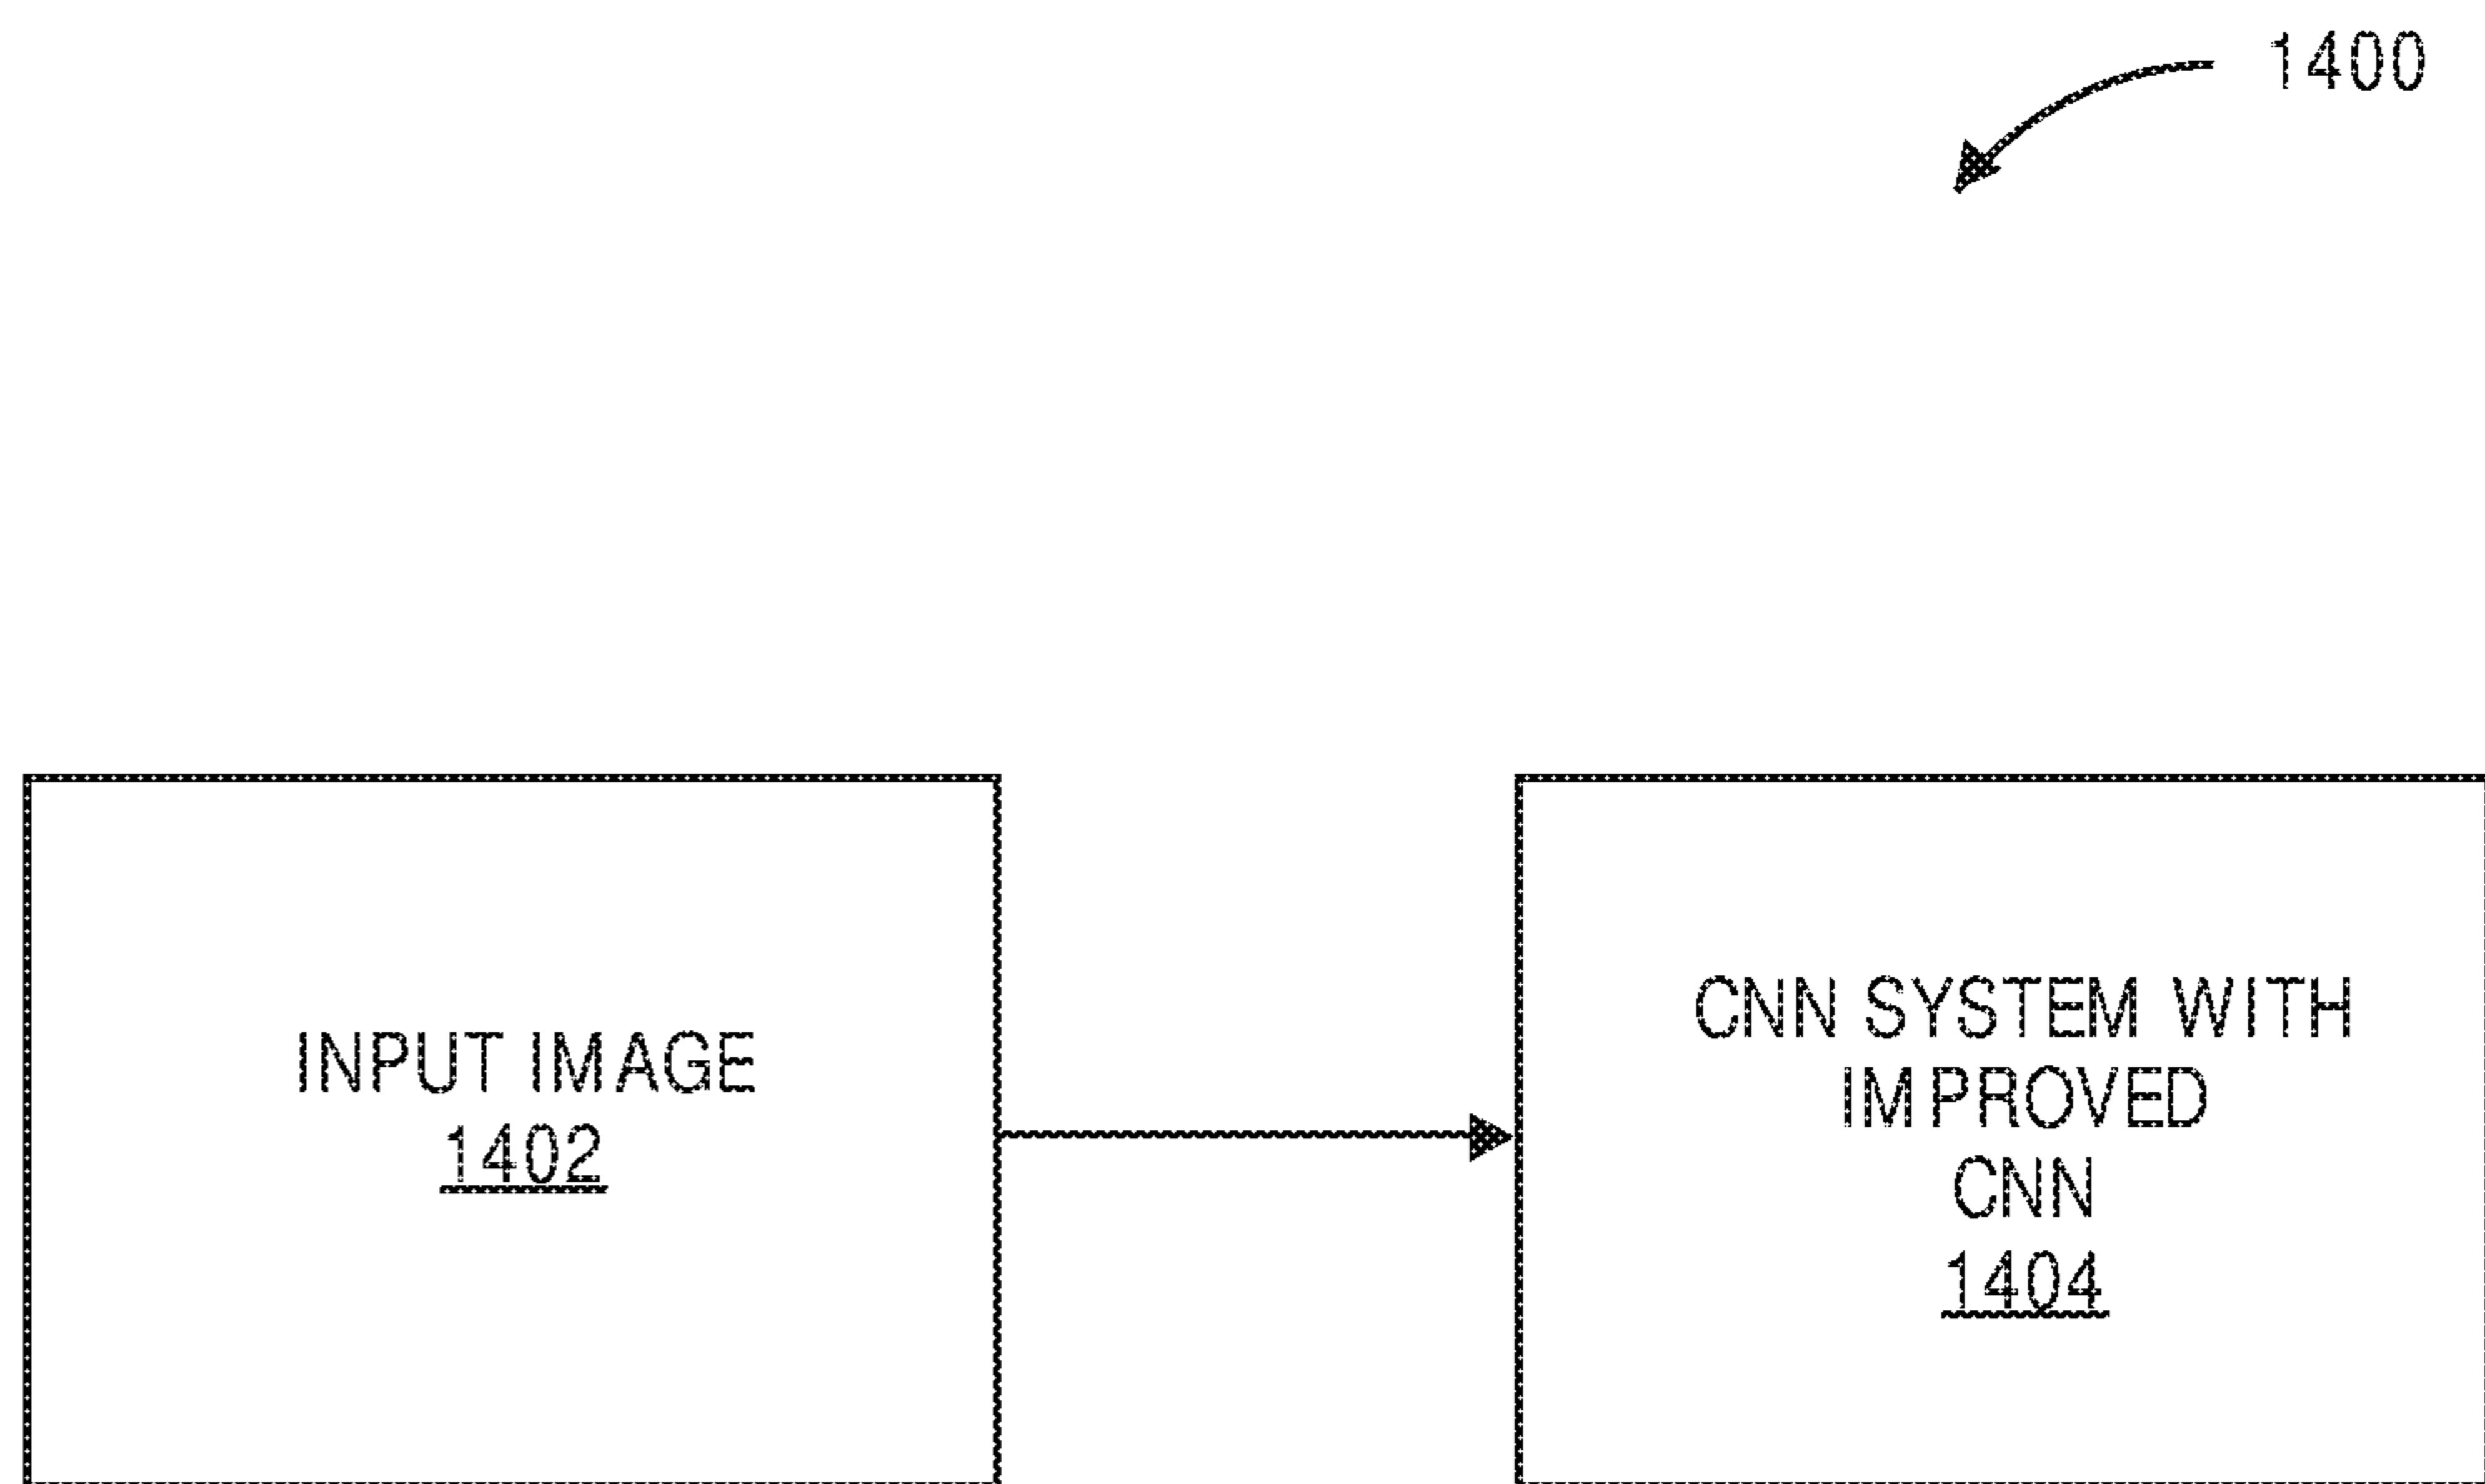 1400
INPUT IMAGE
1402
CNN SYSTEM WITH
IMPROVED
CNN
1404